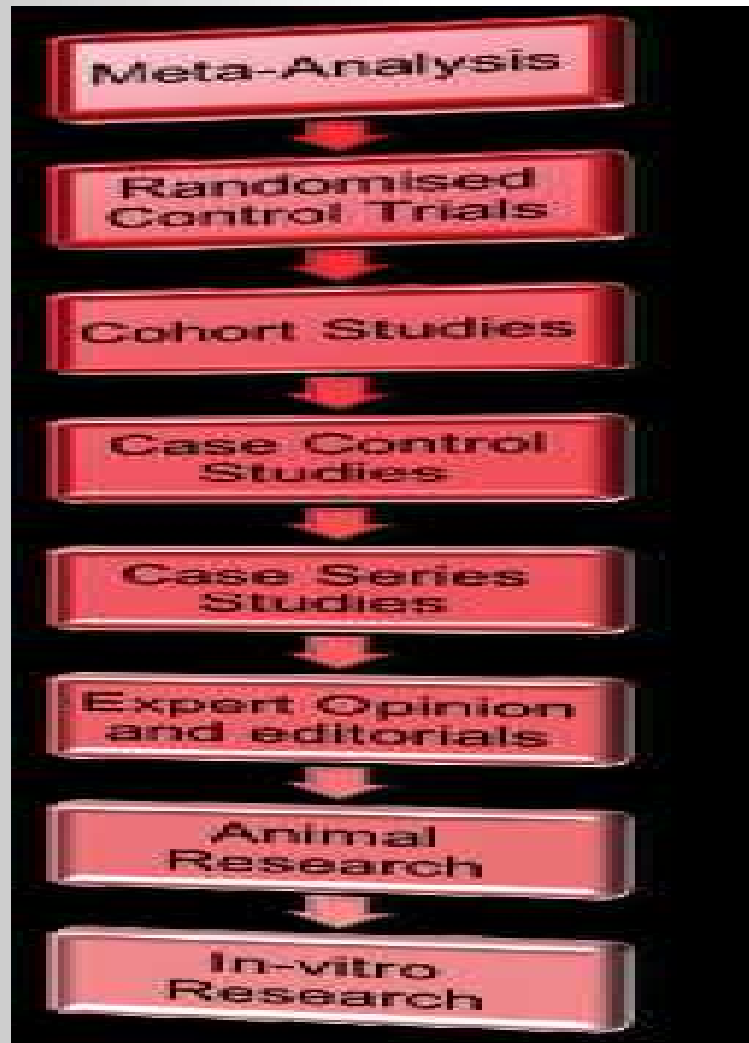 Meta-Analysis
Randomised
Control Trials
Cohort Studies
Case Control
Studies
Case Series
Studies
Expert Opinion
and editorials
Animal
Research
In-vitro
Research